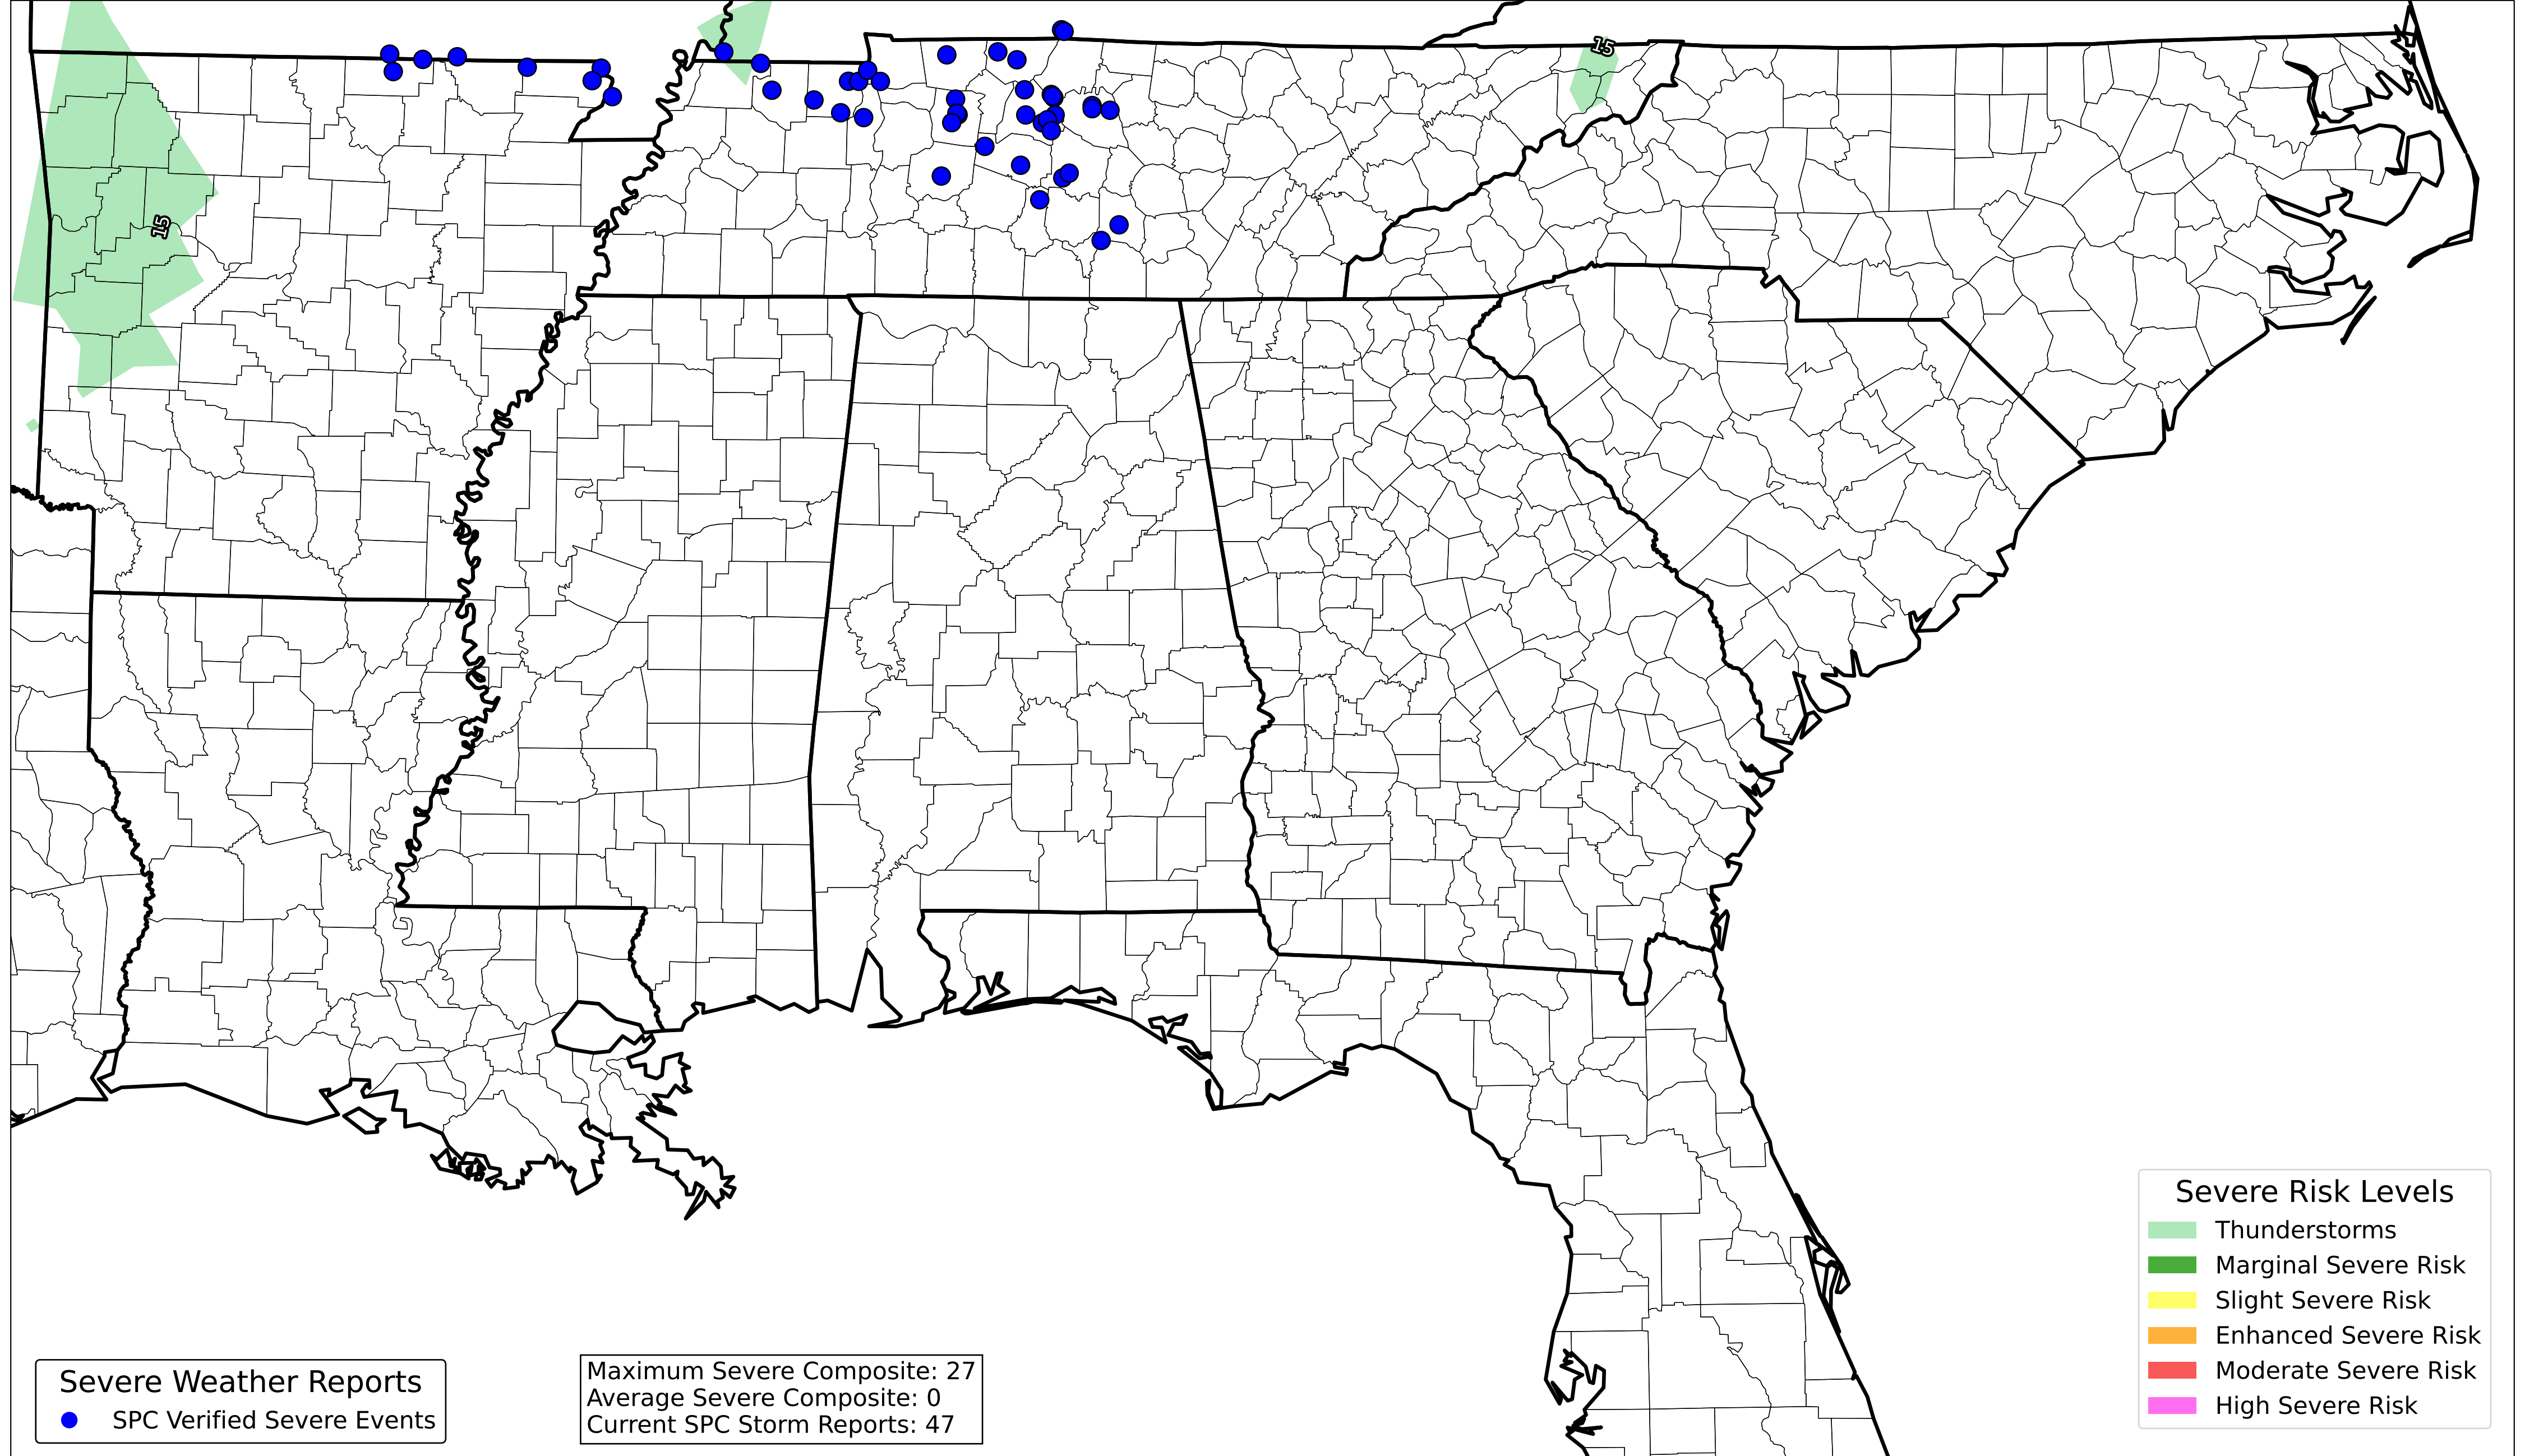 15
15
Severe Risk Levels
Thunderstorms
Marginal Severe Risk
Slight Severe Risk
Enhanced Severe Risk
Moderate Severe Risk
High Severe Risk
Severe Weather Reports
SPC Verified Severe Events
Maximum Severe Composite: 27
Average Severe Composite: 0
Current SPC Storm Reports: 47